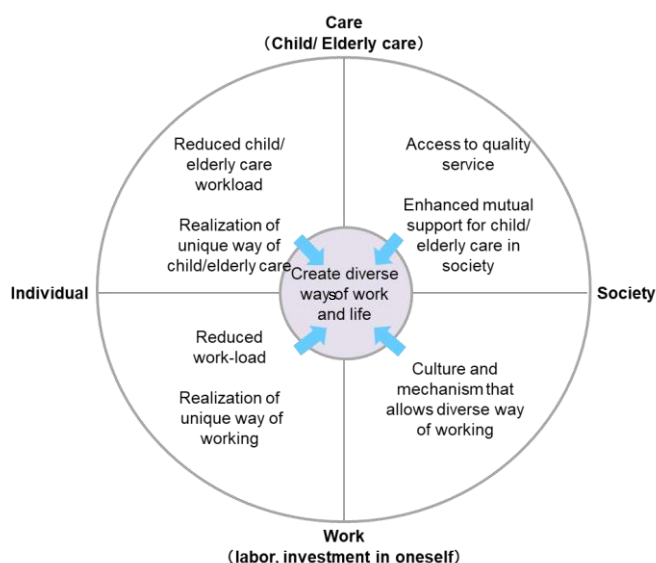 Care
（Child/ Elderly care）
Reduced child/
elderly care
workload
Realization of
unique way of
child/elderly care
Access to quality
service
Enhanced mutual
support for child/
elderly care in
society
Individual
Create diverse
ways of work
and life
Society
Reduced
work-load
Realization of
unique way of
working
Culture and
mechanism that
allows diverse way
of working
Work
（labor, investment in oneself）